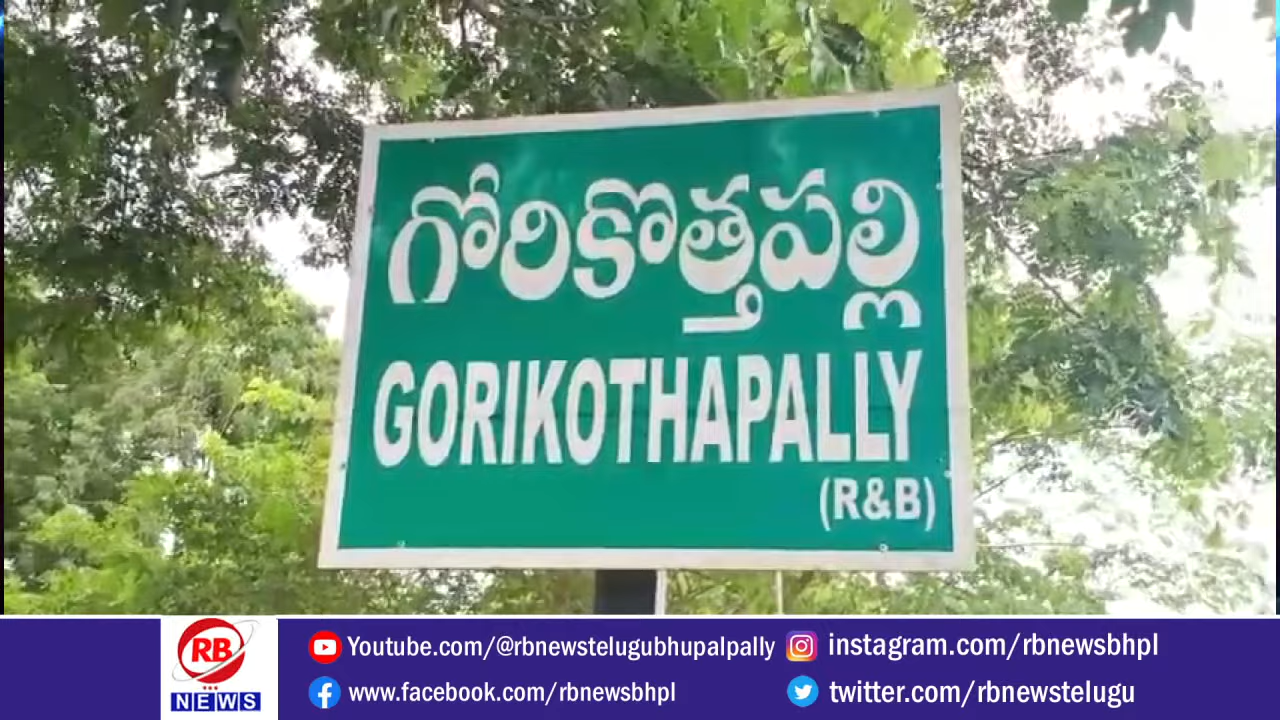 గోరికొత్తపల్లి
GORIKOTHAPALLY
(R&B)
RB
NEWS
Youtube.com/@rbnewstelugubhupalpally
instagram.com/rbnewsbhpl
www.facebook.com/rbnewsbhpl
twitter.com/rbnewstelugu